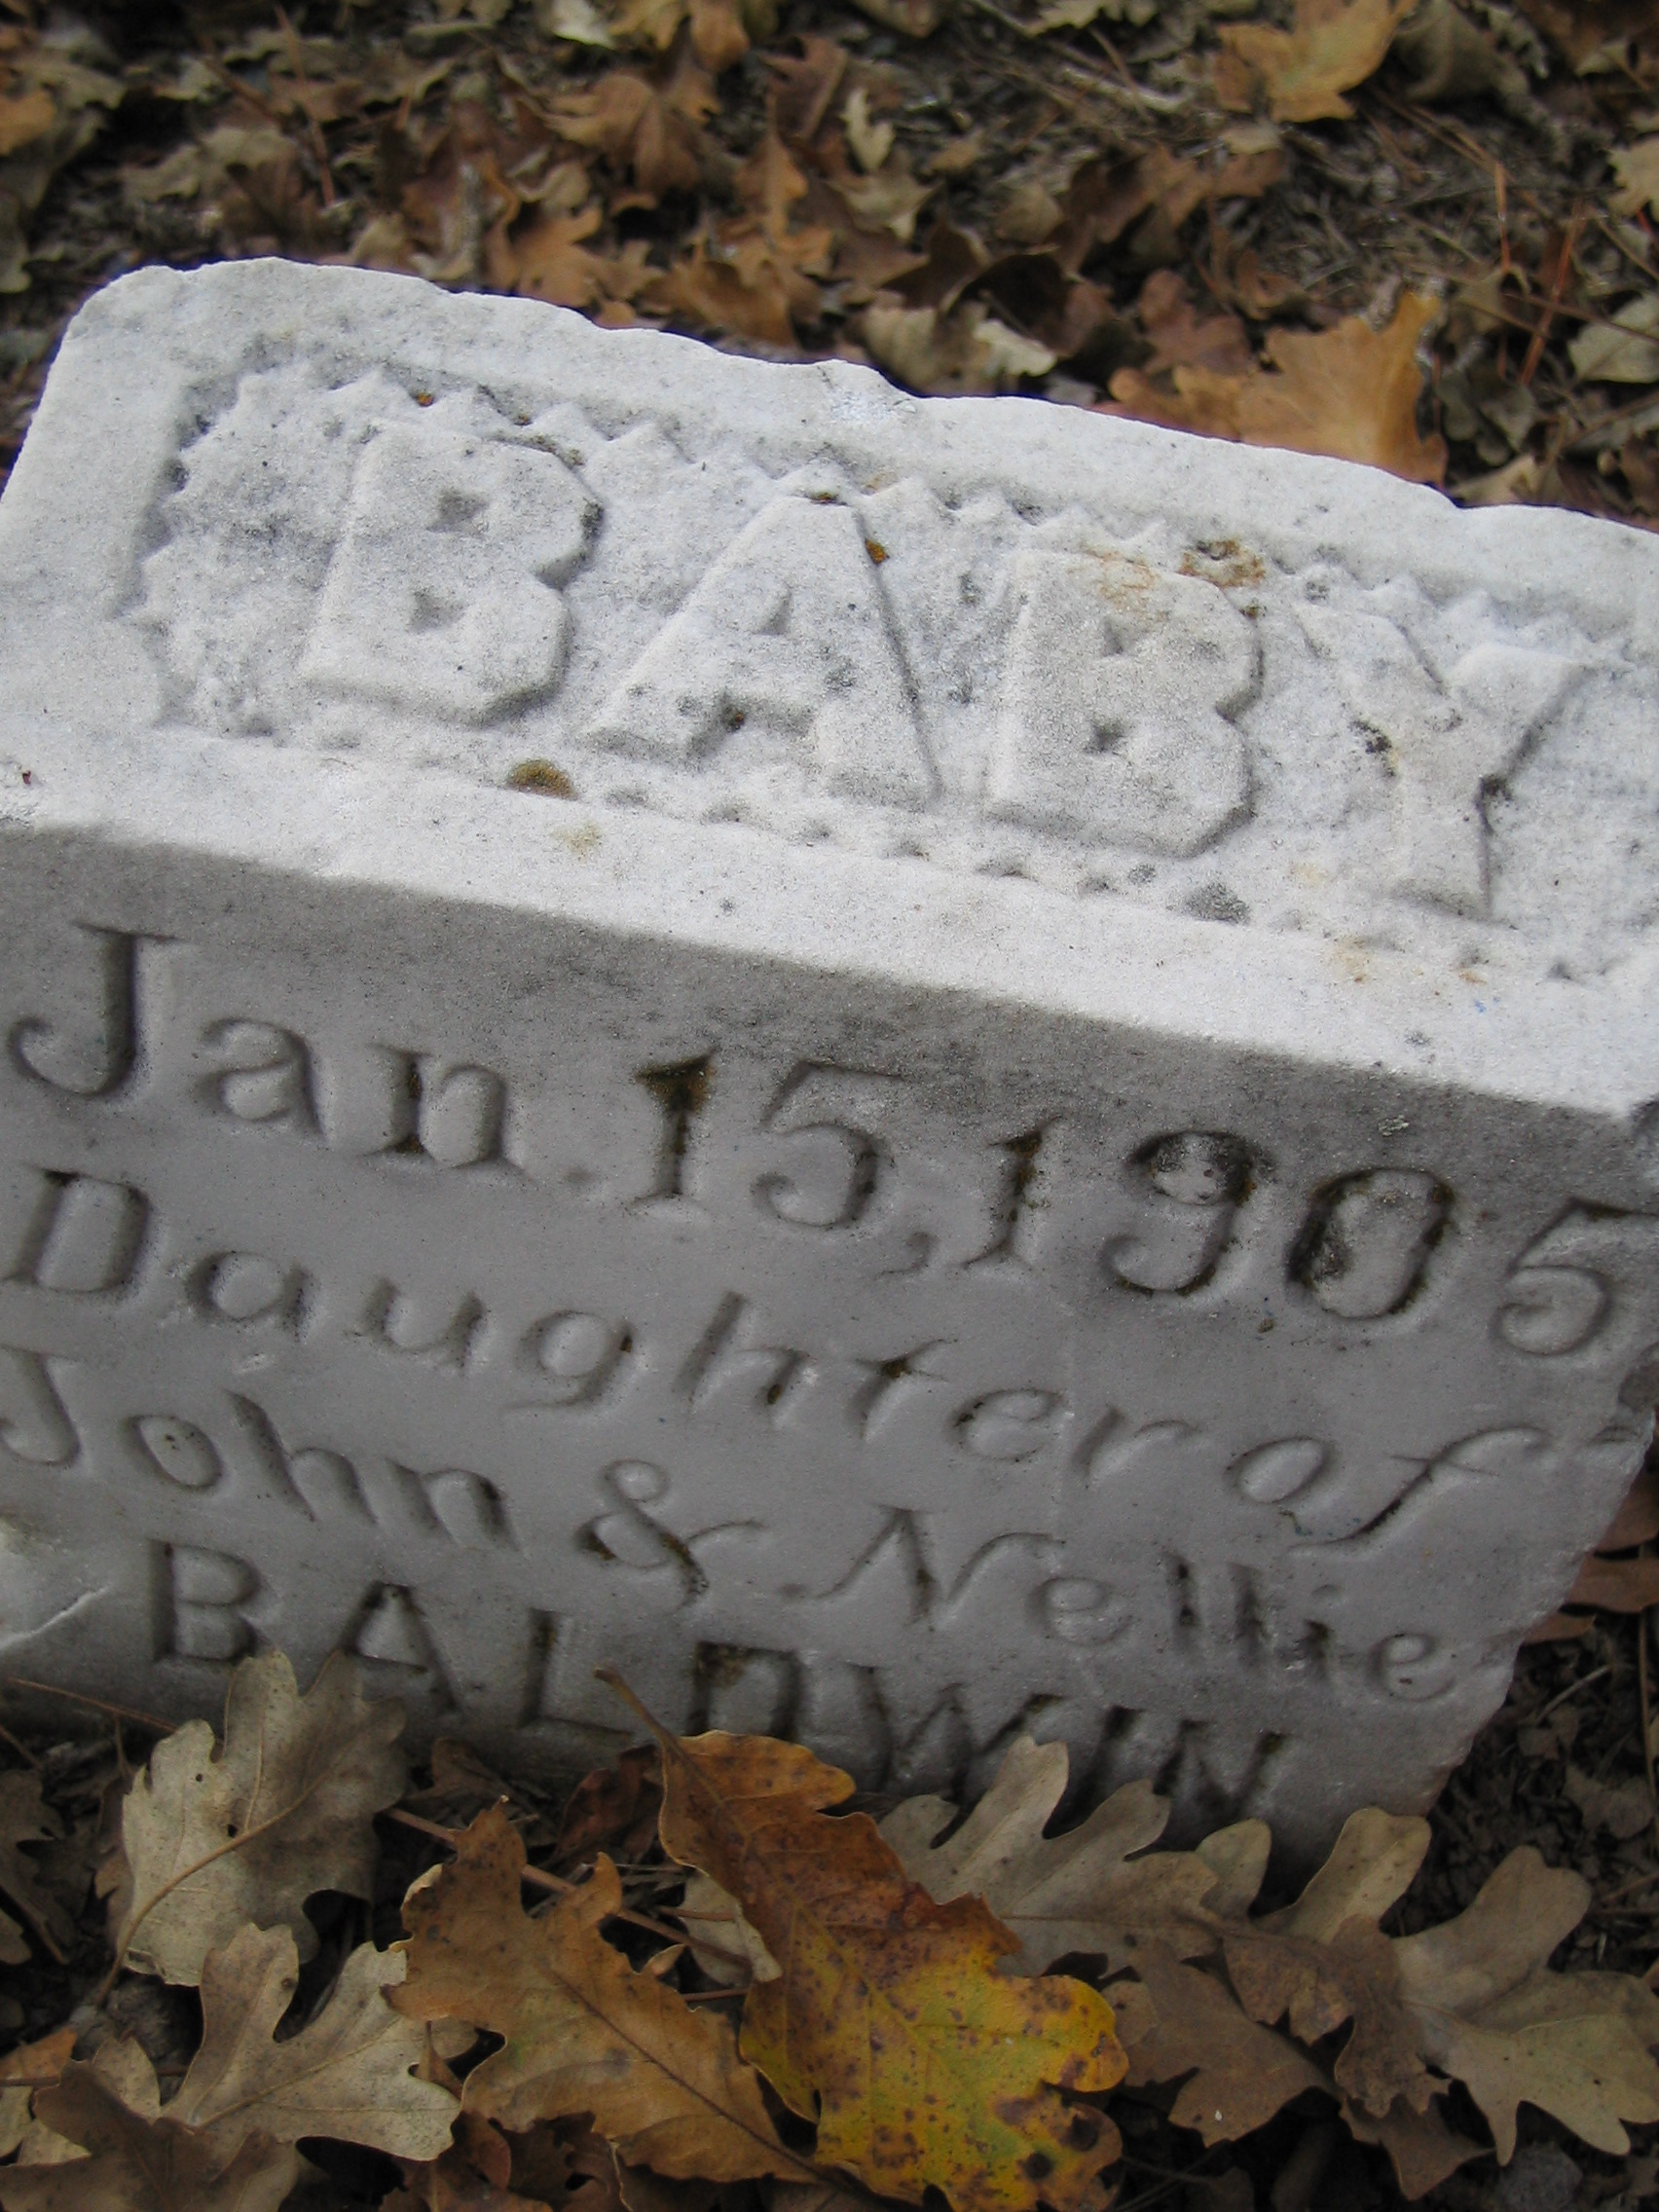 BABY
Jan. 15, 1905
Daughter of
John & Nellie
BALDWIN